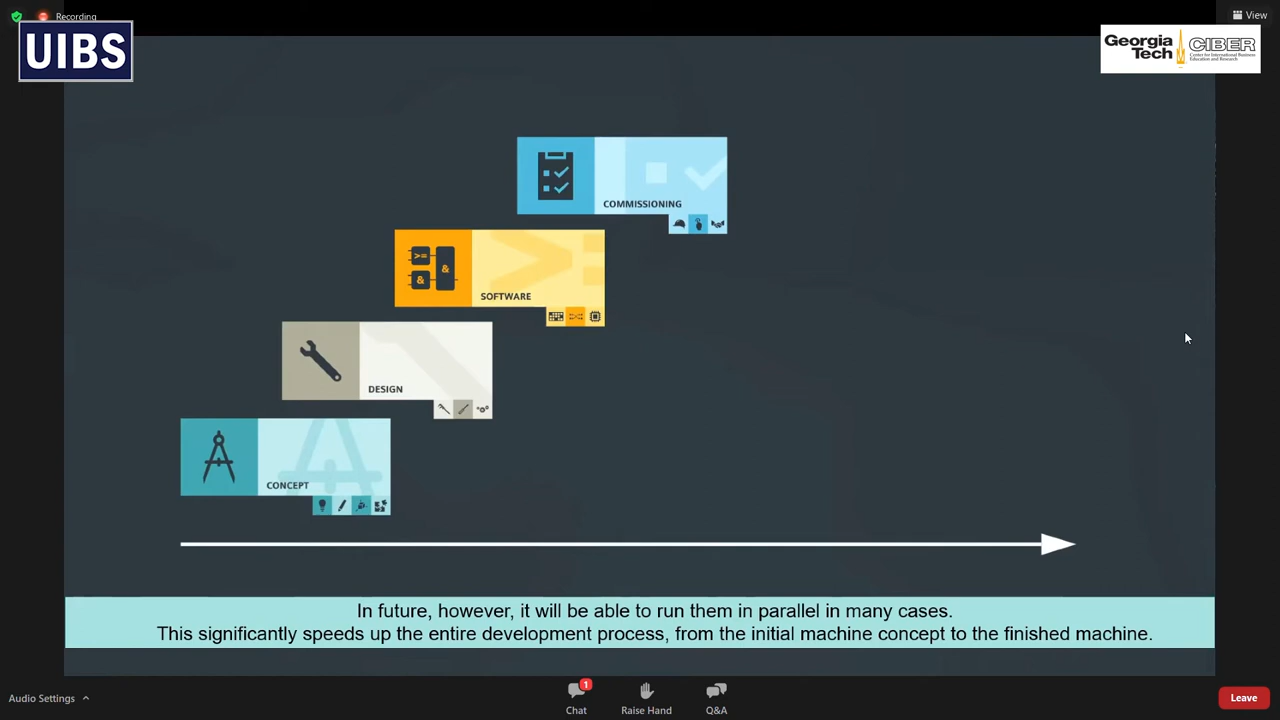 Recording
View
UIBS
Georgia Tech
CIBER
Center for International Business
Education and Research
COMMISSIONING
>=
&
&
SOFTWARE
DESIGN
CONCEPT
In future, however, it will be able to run them in parallel in many cases.
This significantly speeds up the entire development process, from the initial machine concept to the finished machine.
Audio Settings
1
Chat
Raise Hand
Q&A
Leave